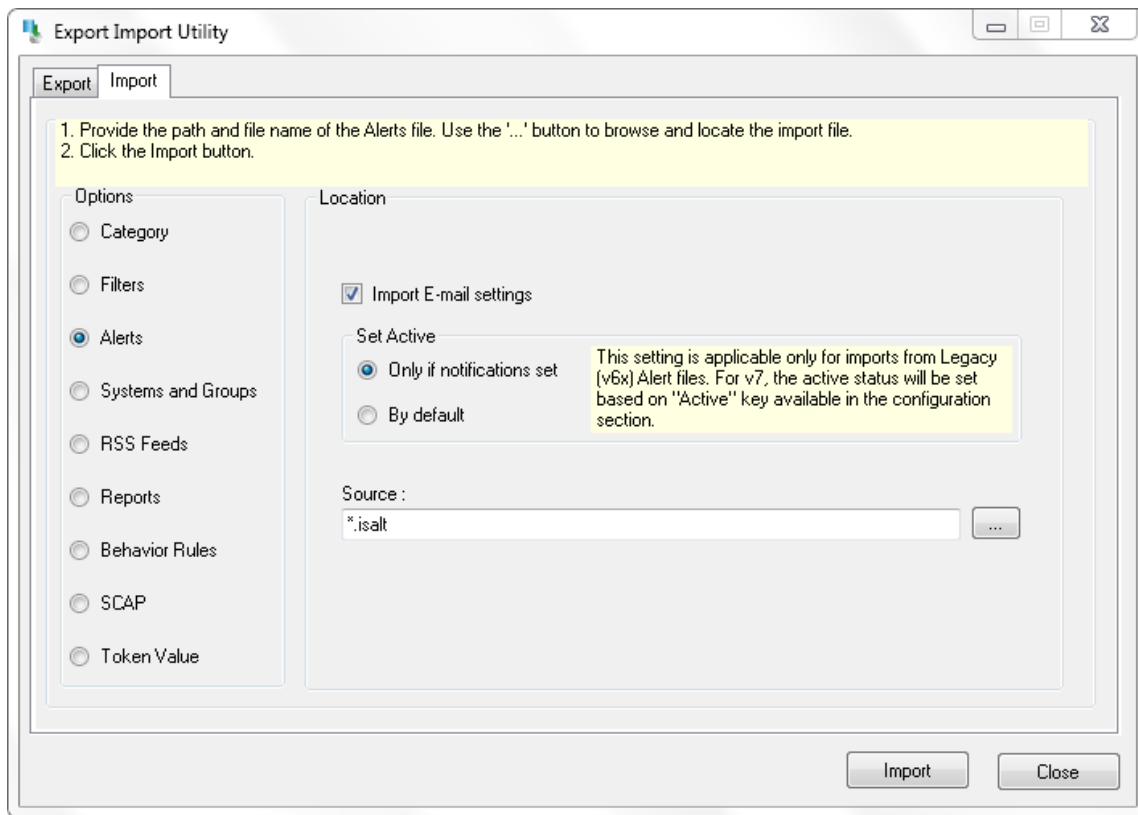 Export Import Utility
Export
Import
1. Provide the path and file name of the Alerts file. Use the '...' button to browse and locate the import file.
2. Click the Import button.
Options
Category
Filters
Alerts
Systems and Groups
RSS Feeds
Reports
Behavior Rules
SCAP
Token Value
Location
Import E-mail settings
Set Active
Only if notifications set
By default
This setting is applicable only for imports from Legacy
(v6x) Alert files. For v7, the active status will be set
based on "Active" key available in the configuration
section.
Source :
*.isalt
...
Import
Close